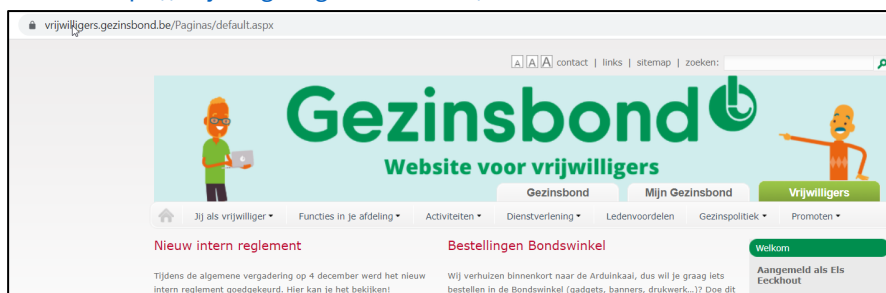 vrijwilligers.gezinsbond.be/Paginas/default.aspx
A A A contact | links | sitemap | zoeken:
Gezinsbond
Website voor vrijwilligers
Gezinsbond Mijn Gezinsbond Vrijwilligers
Jij als vrijwilliger Functies in je afdeling Activiteiten Dienstverlening Ledenvoordelen Gezinspolitiek Promoten
Nieuw intern reglement
Tijdens de algemene vergadering op 4 december werd het nieuw
intern reglement goedgekeurd. Hier kan je het bekijken!
Bestellingen Bondswinkel
Wij verhuizen binnenkort naar de Arduinkaai, dus wil je graag iets
bestellen in de Bondswinkel (gadgets, banners, drukwerk...)? Doe dit
Welkom
Aangemeld als Els
Eeckhout